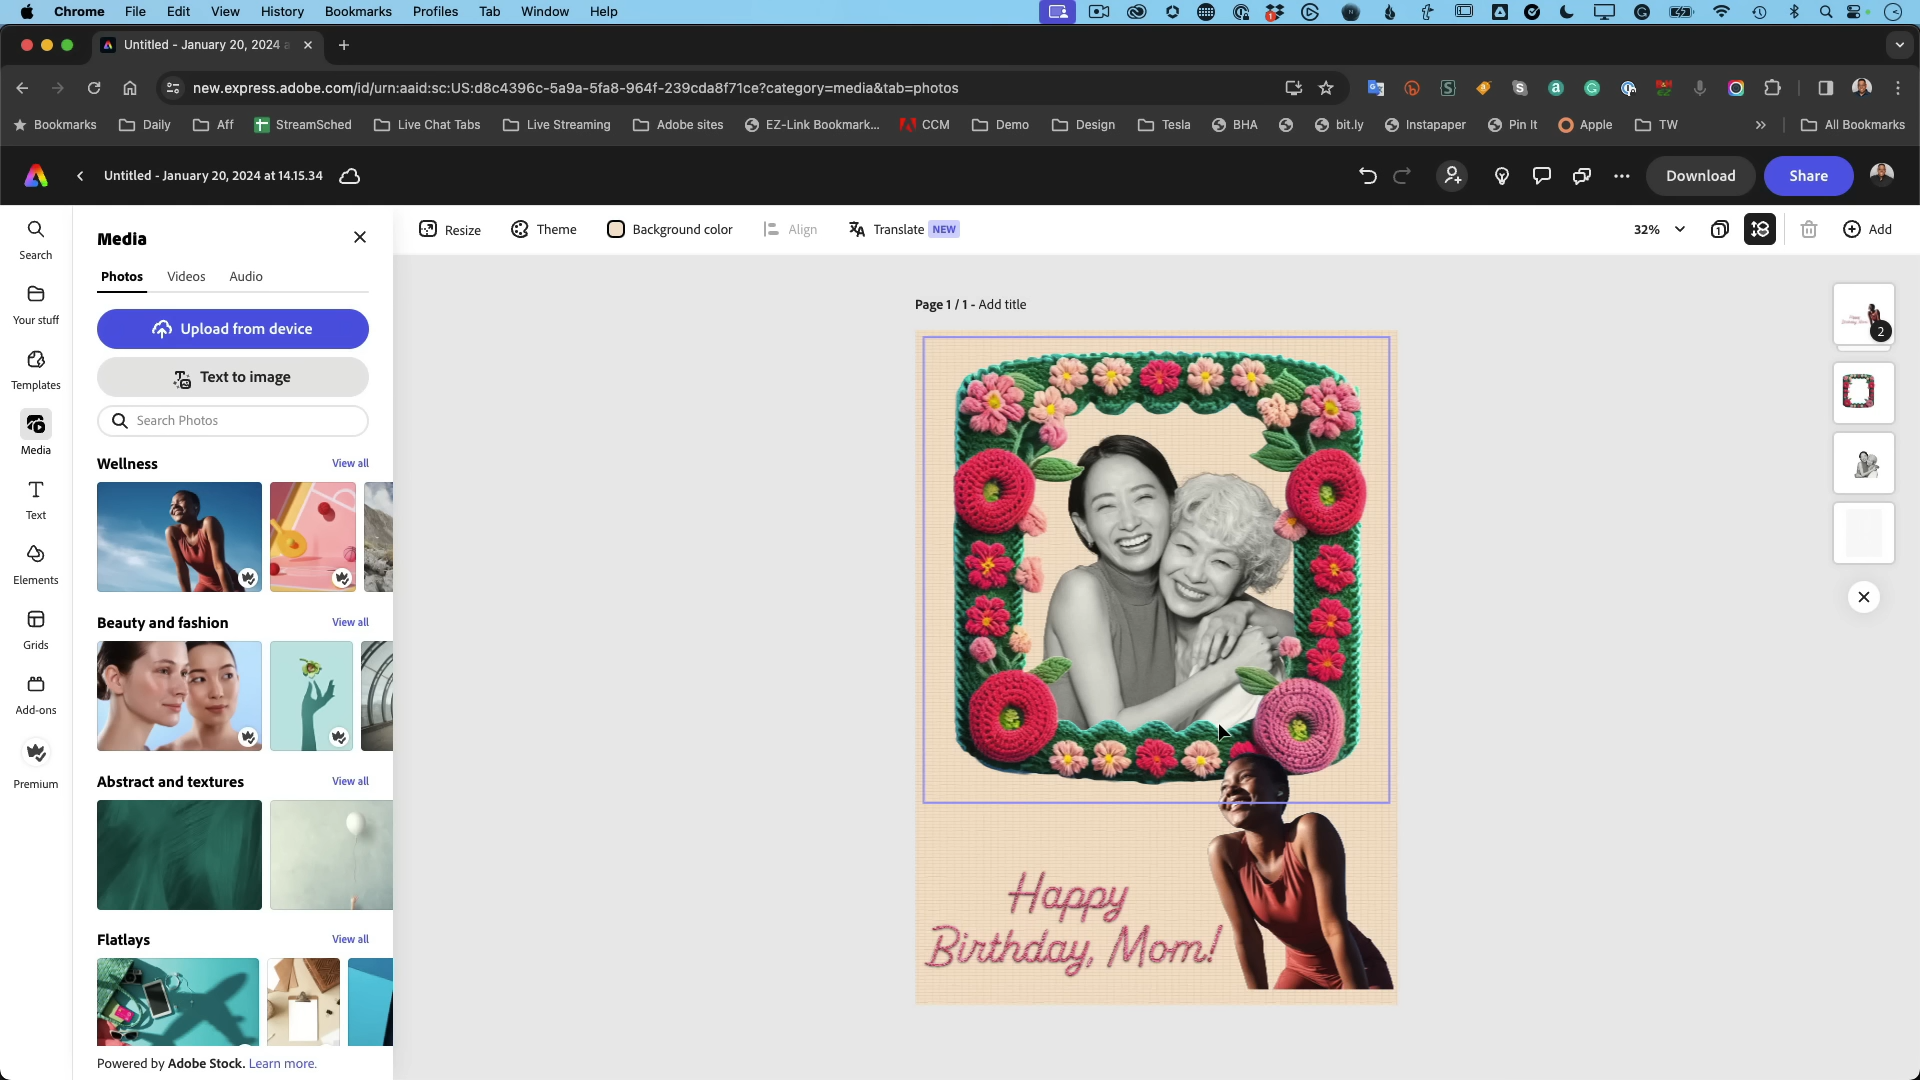 Chrome File Edit View History Bookmarks Profiles Tab Window Help
Untitled - January 20, 2024 a
new.express.adobe.com/id/urn:aaid:sc:US:d8c4396c-5a9a-5fa8-964f-239cda8f71ce?category=media&tab=photos
Bookmarks Daily Aff StreamSched Live Chat Tabs Live Streaming Adobe sites EZ-Link Bookmark... CCM Demo Design Tesla BHA bit.ly Instapaper Pin It Apple TW » All Bookmarks
Untitled - January 20, 2024 at 14.15.34 Download Share
Search
Your stuff
Templates
Media
Text
Elements
Grids
Add-ons
Premium
Media
Photos Videos Audio
Upload from device
Text to image
Search Photos
Wellness View all
Beauty and fashion View all
Abstract and textures View all
Flatlays View all
Powered by Adobe Stock. Learn more.
Resize Theme Background color Align Translate NEW 32% 1 Add
Page 1 / 1 - Add title
Happy
Birthday, Mom!
2